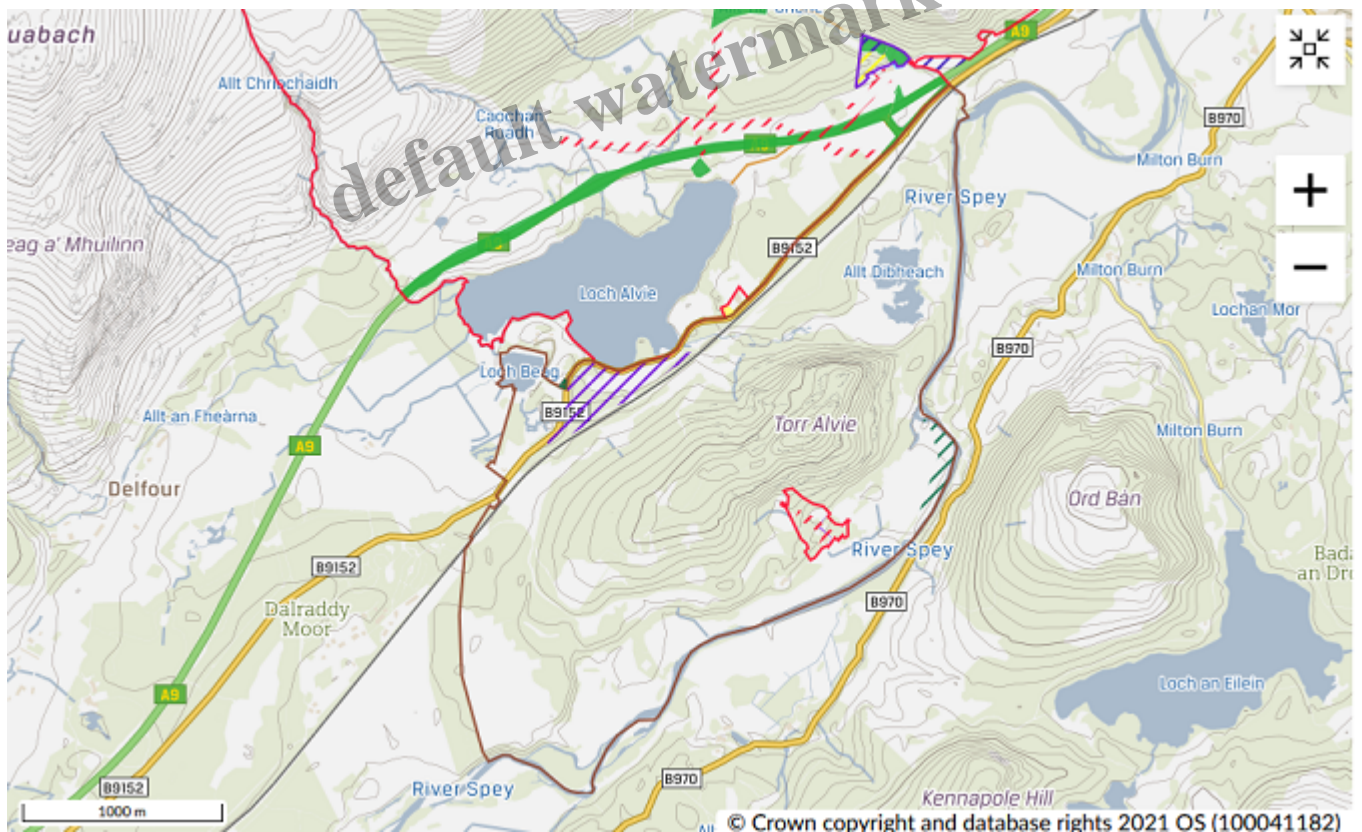 uabach
A9
Allt Chriochaidh
default watermark
Caochan
Ruadh
B970
Milton Burn
River Spey
eag a' Mhuilinn
B9152
Allt Dibheach
Milton Burn
Loch Alvie
Lochan Mor
B970
Loch Beag
Allt an Fheàrna
B9152
Torr Alvie
Milton Burn
A9
Delfour
Ord Bàn
River Spey
B9152
B970
Dalraddy
Moor
A9
Loch an Eilein
B970
B9152
River Spey
Kennapole Hill
1000 m
© Crown copyright and database rights 2021 OS (100041182)